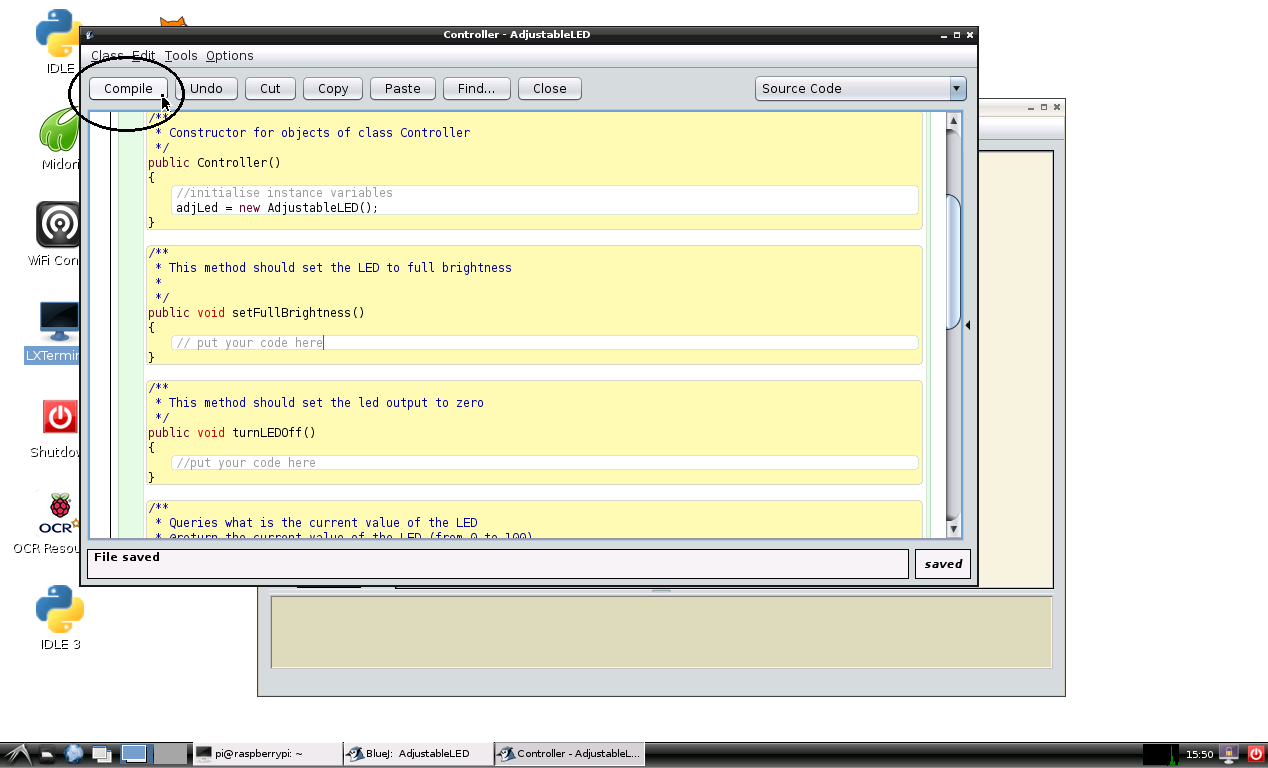 Controller - AdjustableLED
Class Edit Tools Options
Compile Undo Cut Copy Paste Find... Close Source Code
/**
* Constructor for objects of class Controller
*/
public Controller()
{
//initialise instance variables
adjLed = new AdjustableLED();
}
/**
* This method should set the LED to full brightness
*
*/
public void setFullBrightness()
{
// put your code here
}
/**
* This method should set the led output to zero
*/
public void turnLEDOff()
{
//put your code here
}
/**
* Queries what is the current value of the LED
* @return the current value of the LED (from 0 to 100)
File saved
saved
IDLE
Midori
WiFi Con
LXTermin
Shutdow
OCR
OCR Resou
IDLE 3
pi@raspberrypi: ~
BlueJ: AdjustableLED
Controller - AdjustableL...
15:50